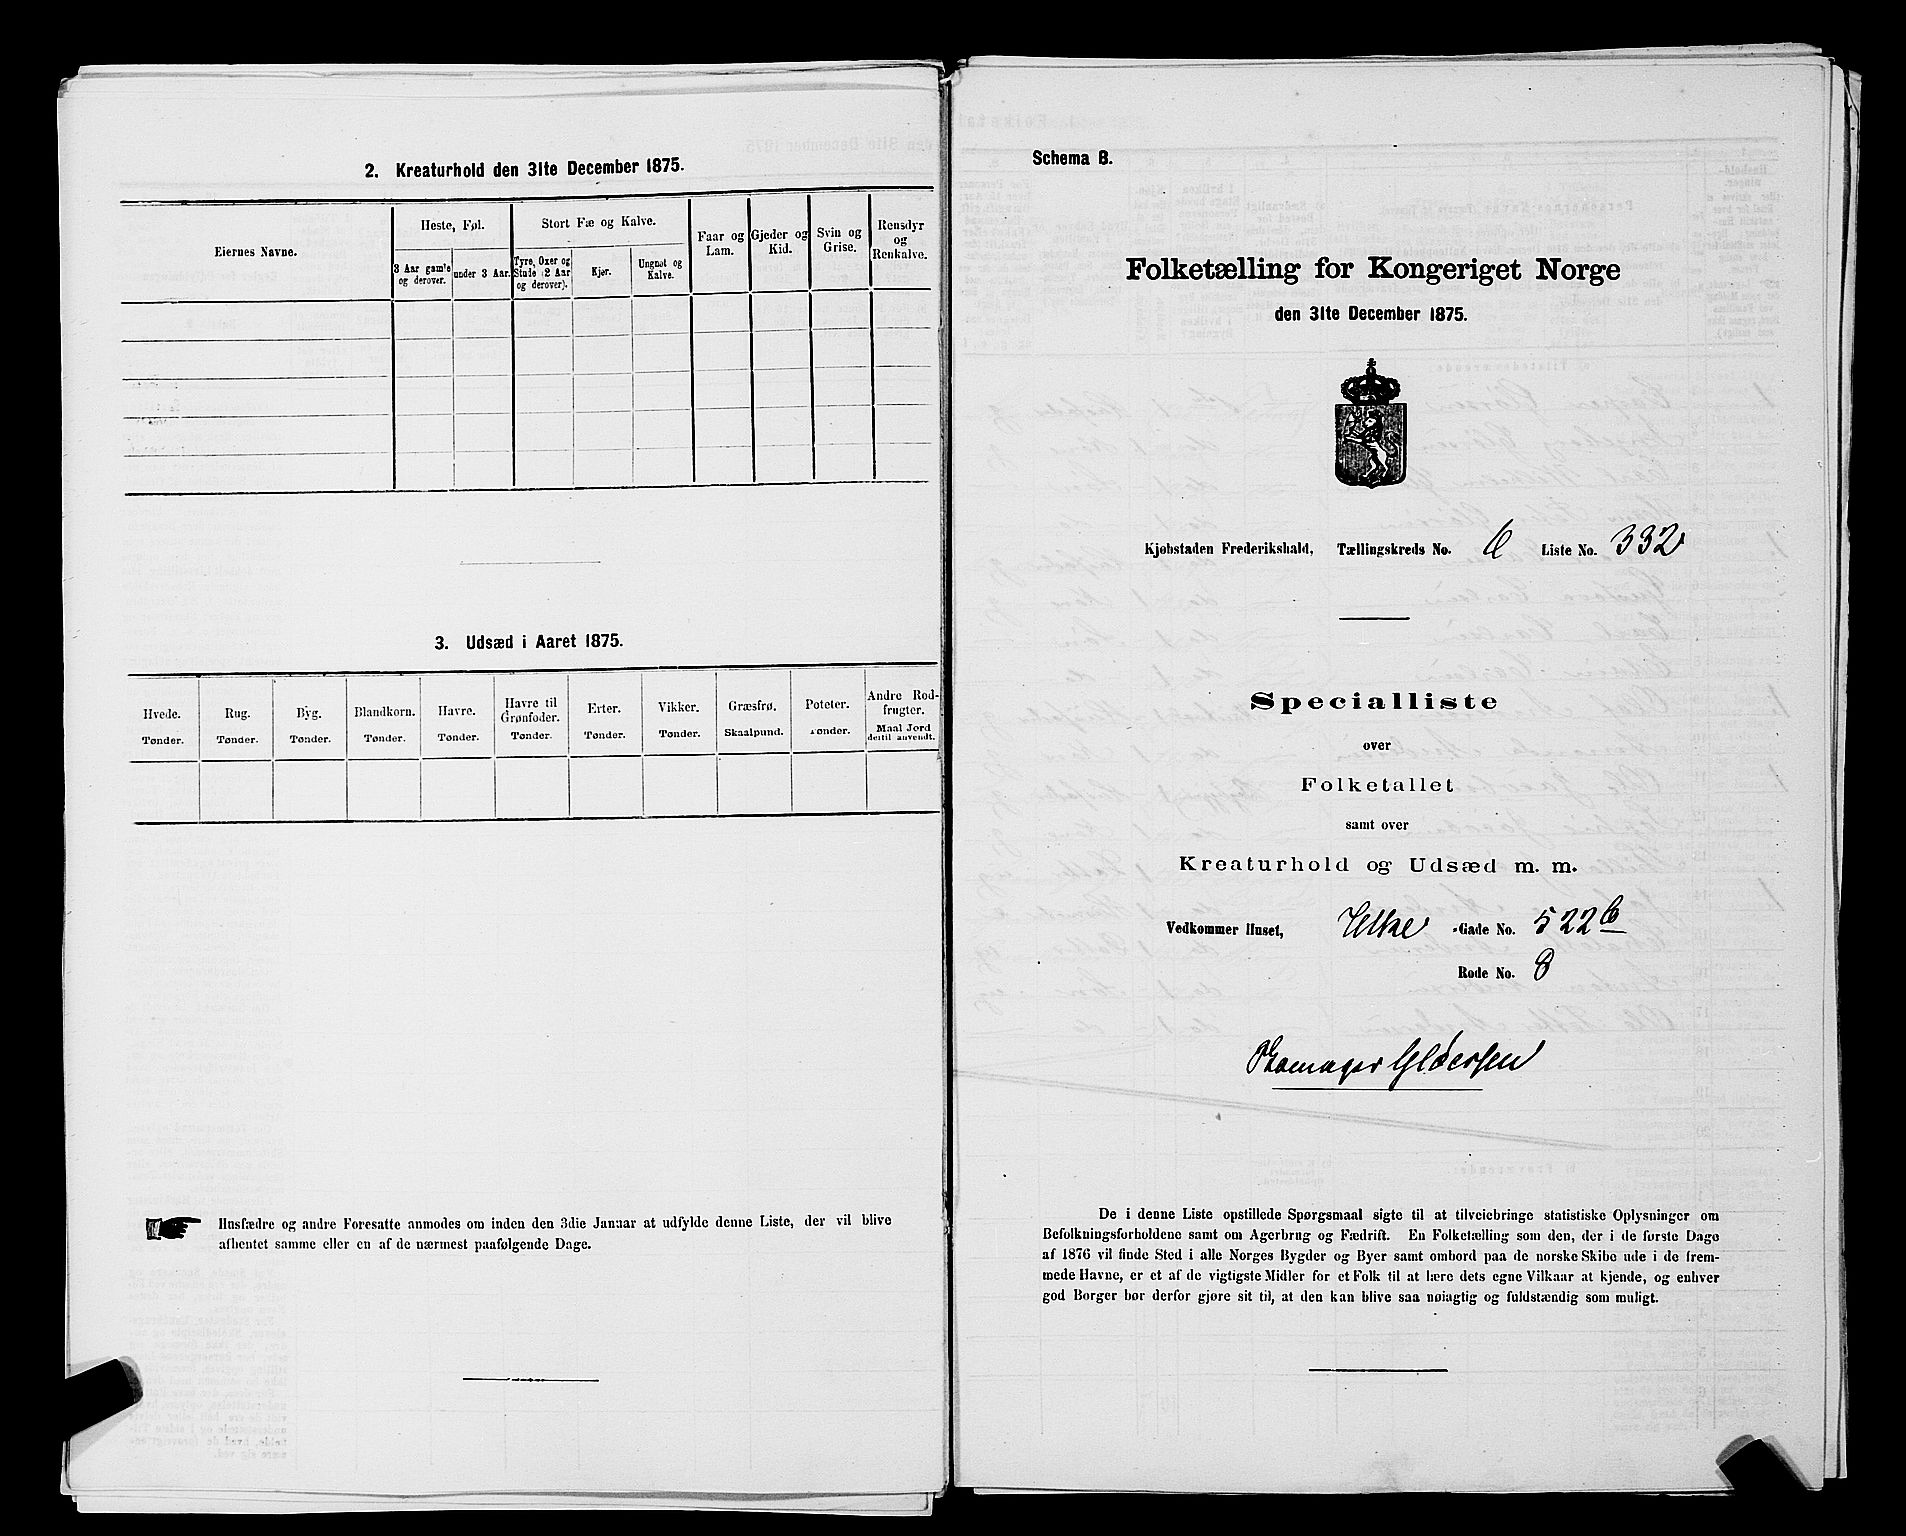 2. Kreaturhold den 31te December 1875.
Eiernes Navne.
Heste, Føl.
3 Aar gamle og derover.
under 3 Aar.
Stort Fæ og Kalve.
Tyre, Oxer og Stude (2 Aar og derover).
Kjør.
Ungnøt og Kalve.
Faar og Lam.
Gjeder og Kid.
Svin og Grise.
Rensdyr og Renkalve.
3. Udsæd i Aaret 1875.
Hvede. Tønder.
Rug. Tønder.
Byg. Tønder.
Blandkorn. Tønder.
Havre. Tønder.
Havre til Grønfoder. Tønder.
Erter. Tønder.
Vikker. Tønder.
Græsfrø. Skaalpund.
Poteter. Tønder.
Andre Rodfrugter. Maal Jord dertil anvendt.
Husfædre og andre Foresatte anmodes om inden den 3die Januar at udfylde denne Liste, der vil blive
afhentet samme eller en af de nærmest paafølgende Dage.
Schema B.
Folketælling for Kongeriget Norge
den 31te December 1875.
Kjøbstaden Frederikshald, Tællingskreds No. 6 Liste No. 332
Specialliste
over
Folketallet
samt over
Kreaturhold og Udsæd m. m.
Vedkommer Huset, -Gade No. 522
Rode No. 8
De i denne Liste opstillede Spørgsmaal sigte til at tilveiebringe statistiske Oplysninger om
Befolkningsforholdene samt om Agerbrug og Fædrift. En Folketælling som den, der i de første Dage
af 1876 vil finde Sted i alle Norges Bygder og Byer samt ombord paa de norske Skibe ude i de frem-
mede Havne, er et af de vigtigste Midler for et Folk til at lære dets egne Vilkaar at kjende, og enhver
god Borger bør derfor gjøre sit til, at den kan blive saa nøiagtig og fuldstændig som muligt.